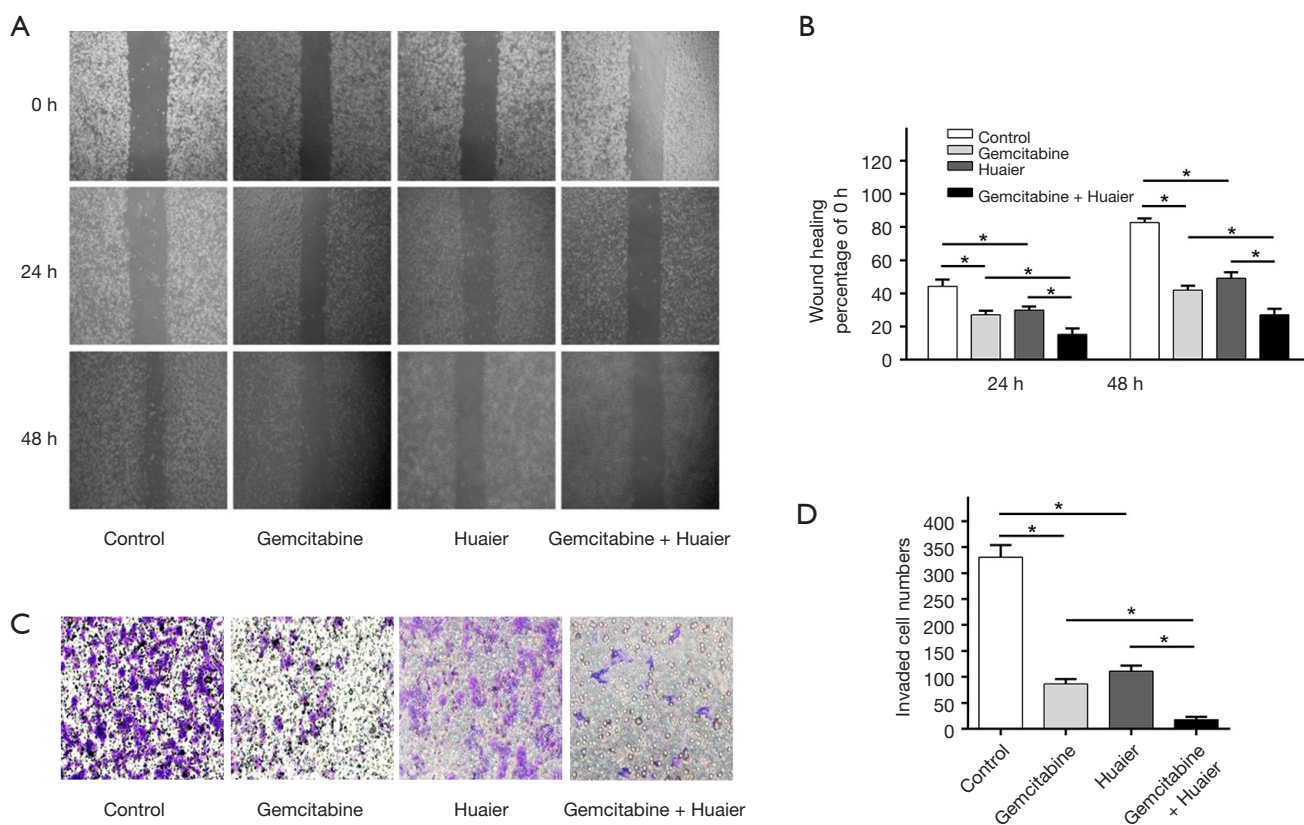 A
0 h
24 h
48 h
Control
Gemcitabine
Huaier
Gemcitabine + Huaier
B
Wound healing
percentage of 0 h
120
100
80
60
40
20
0
Control
Gemcitabine
Huaier
Gemcitabine + Huaier
*
*
*
*
*
*
*
*
24 h
48 h
C
Control
Gemcitabine
Huaier
Gemcitabine + Huaier
D
Invaded cell numbers
400
350
300
250
200
150
100
50
0
*
*
*
*
Control
Gemcitabine
Huaier
Gemcitabine
+ Huaier